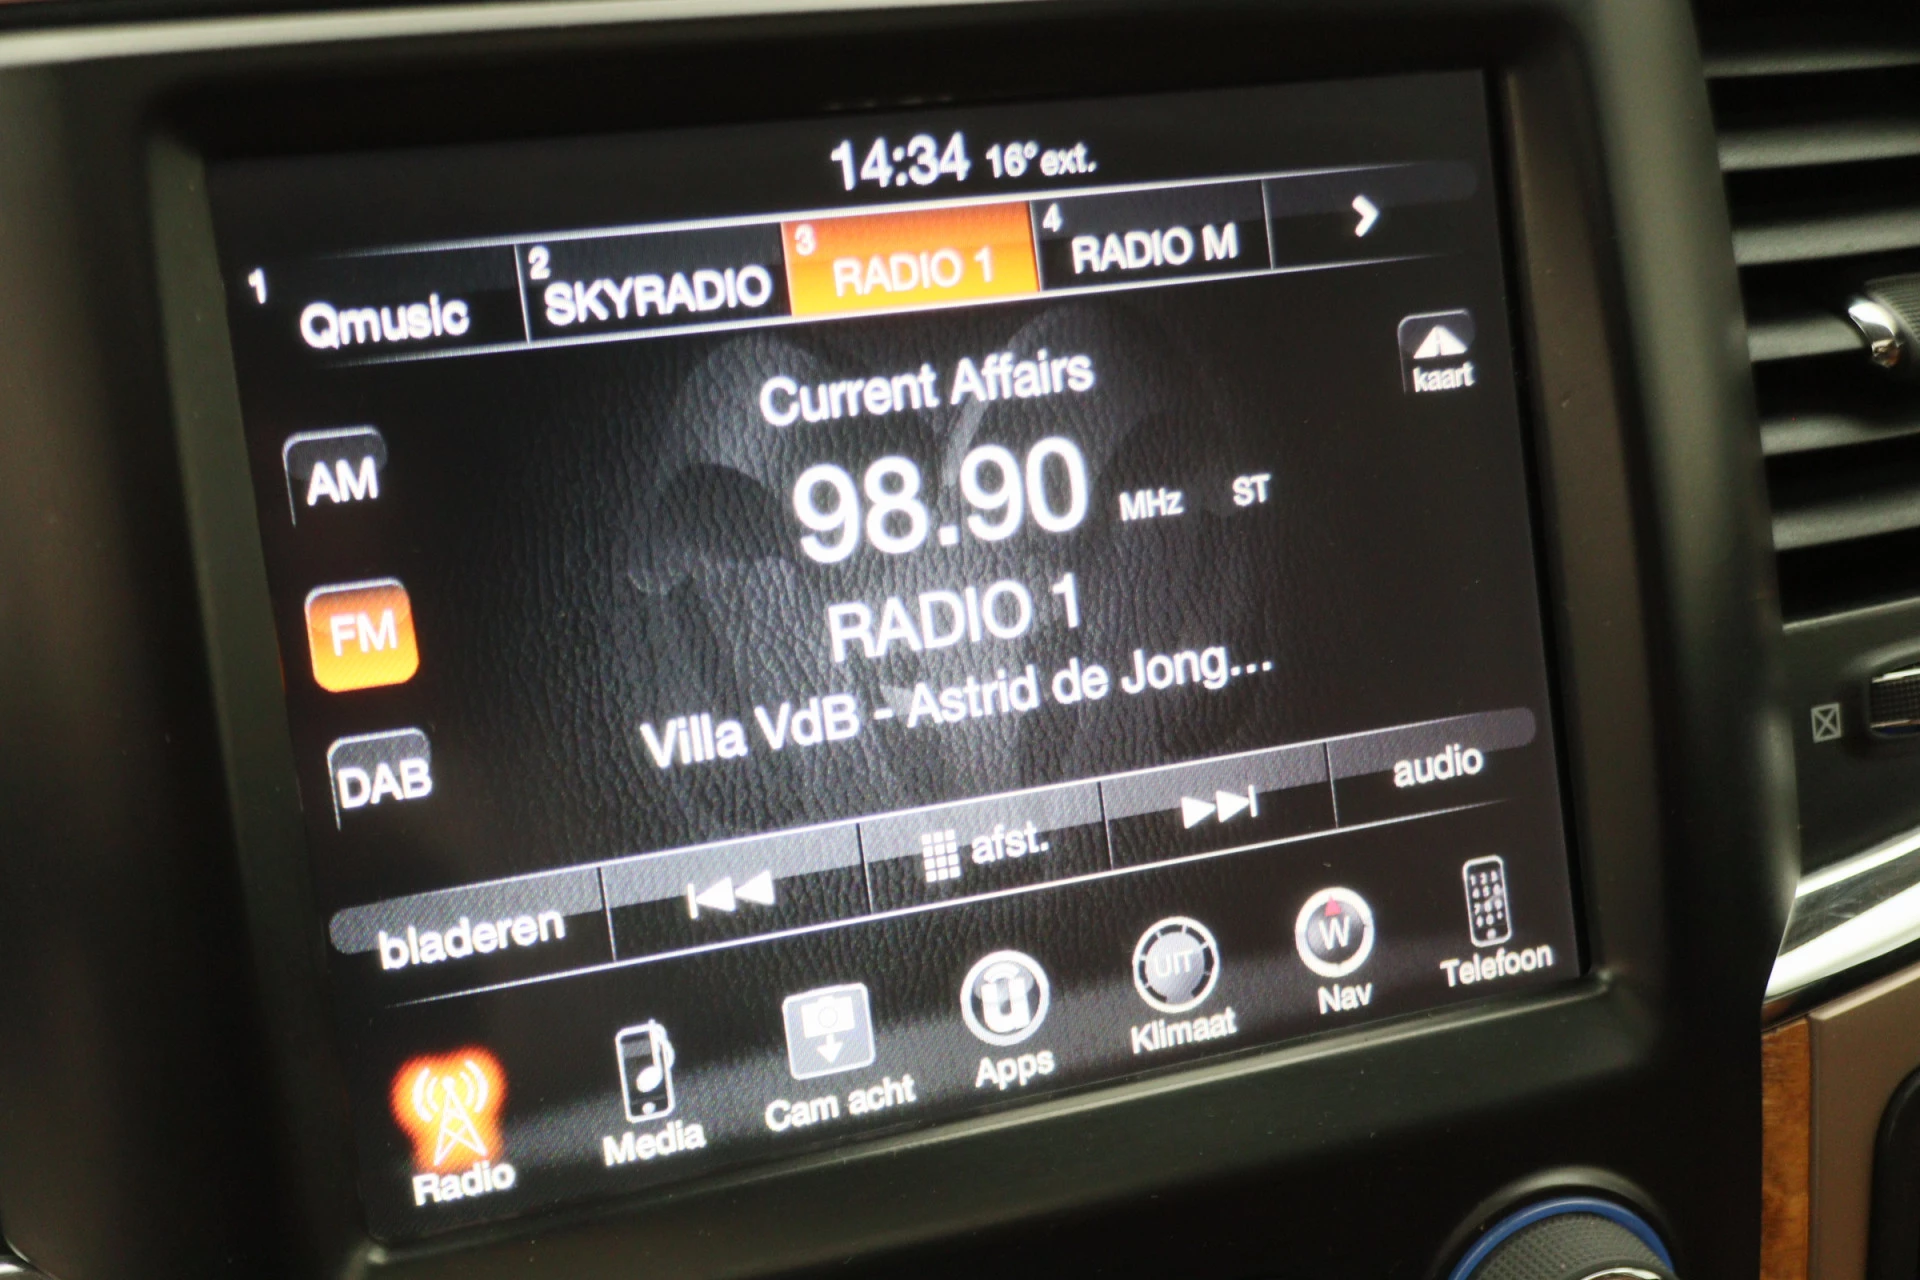 14:34 16° ext.
1 Qmusic 2 SKYRADIO 3 RADIO 1 4 RADIO M
kaart
Current Affairs
AM
98.90 MHz ST
FM
RADIO 1
Villa VdB - Astrid de Jong...
DAB
bladeren afst. audio
UIT
W
Radio Media Cam acht Apps Klimaat Nav Telefoon